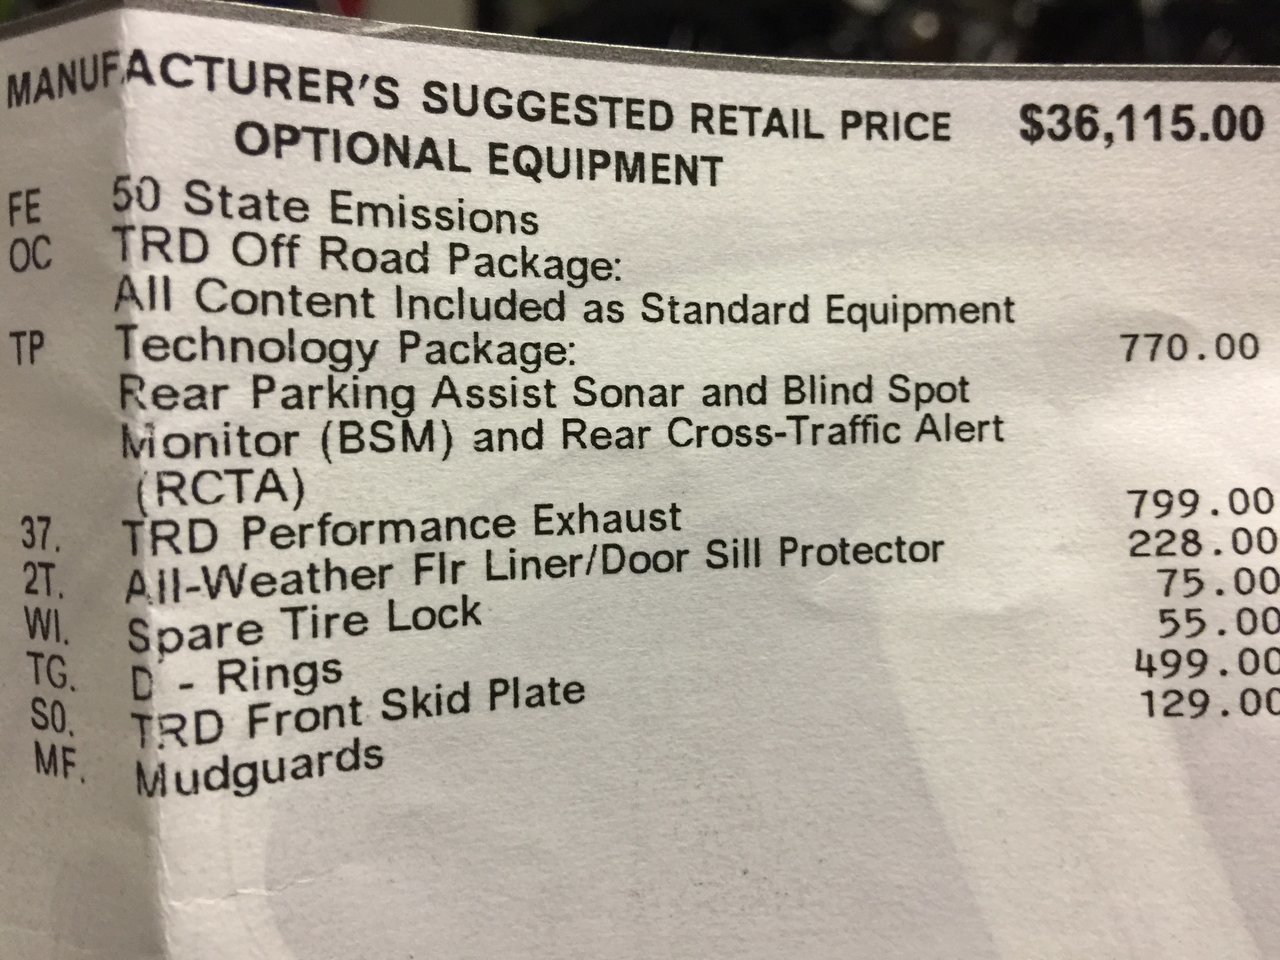 MANUFACTURER'S SUGGESTED RETAIL PRICE $36,115.00
OPTIONAL EQUIPMENT
FE 50 State Emissions
OC TRD Off Road Package:
All Content Included as Standard Equipment
TP Technology Package: 770.00
Rear Parking Assist Sonar and Blind Spot
Monitor (BSM) and Rear Cross-Traffic Alert
(RCTA)
37. TRD Performance Exhaust 799.00
2T. All-Weather Flr Liner/Door Sill Protector 228.00
WI. Spare Tire Lock 75.00
TG. D - Rings 55.00
S0. TRD Front Skid Plate 499.00
MF. Mudguards 129.00